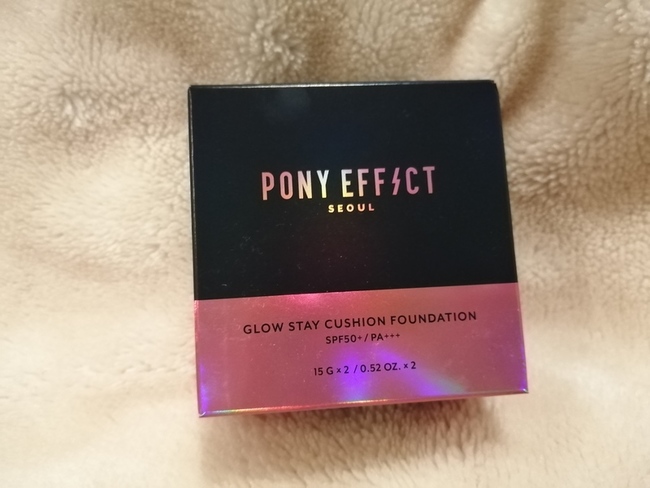 PONY EFFECT
SEOUL
GLOW STAY CUSHION FOUNDATION
SPF50+ / PA+++
15 G × 2 / 0.52 OZ. × 2